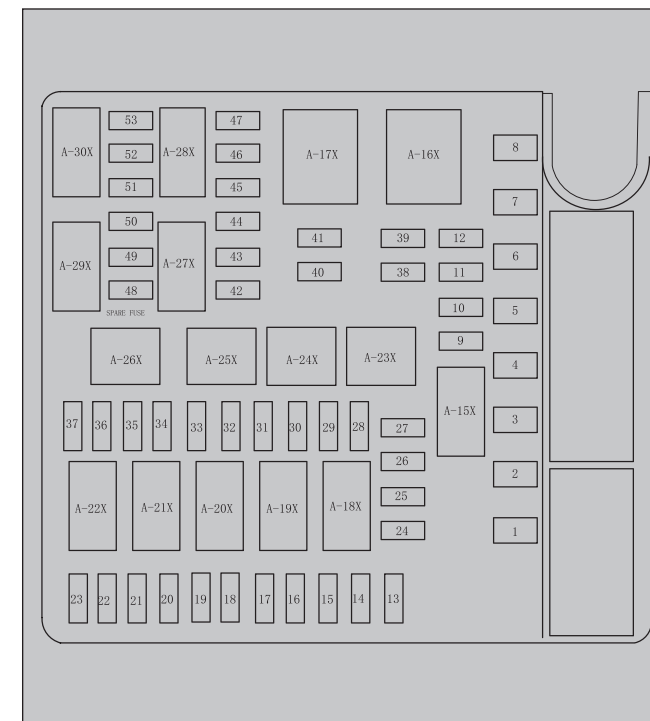 53 47
A-30X 52 A-28X 46 A-17X A-16X 8
51 45
7
50 44
41 39 12
A-29X 49 A-27X 43 6
40 38 11
48 42
SPARE FUSE
10 5
9
A-26X A-25X A-24X A-23X 4
A-15X
37 36 35 34 33 32 31 30 29 28 27 3
26
2
25
A-22X A-21X A-20X A-19X A-18X
24 1
23 22 21 20 19 18 17 16 15 14 13